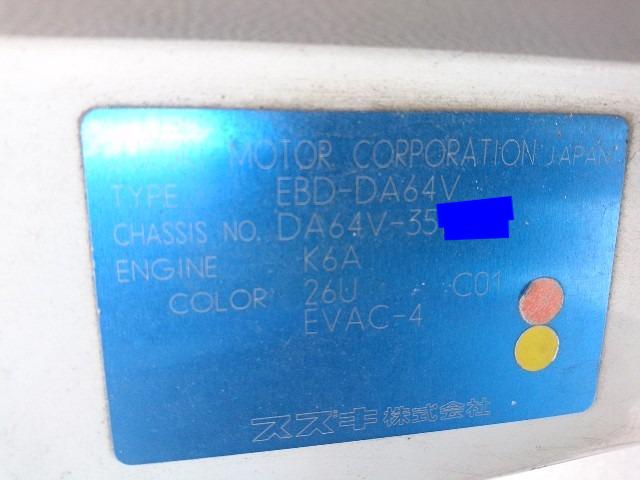 MOTOR CORPORATION JAPAN
TYPE EBD-DA64V
CHASSIS NO. DA64V-35
ENGINE K6A
COLOR 26U C01
EVAC-4
スズキ株式会社